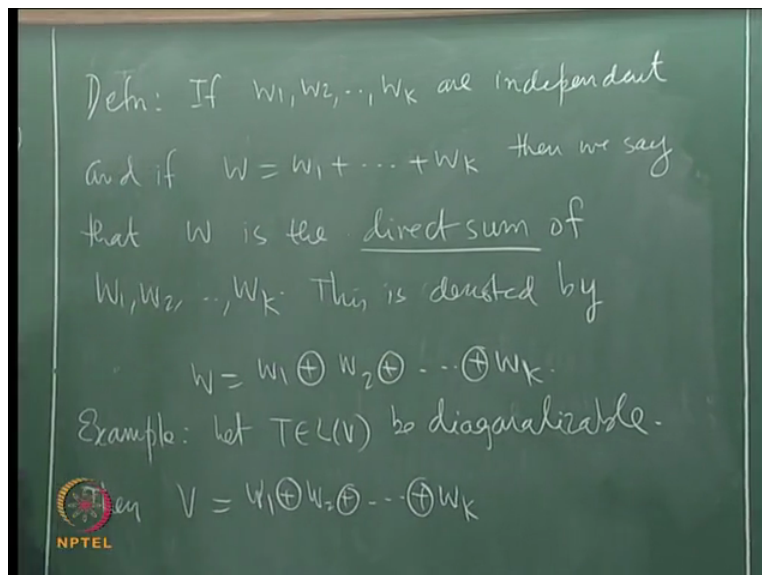 Defn: If W1, W2, .., WK are independent
and if W = W1 + ... + WK then we say
that W is the direct sum of
W1, W2, .., WK. This is denoted by
W = W1 ⊕ W2 ⊕ ... ⊕ WK.
Example: Let T ∈ L(V) be diagonalizable.
Then V = W1 ⊕ W2 ⊕ ... ⊕ WK
NPTEL